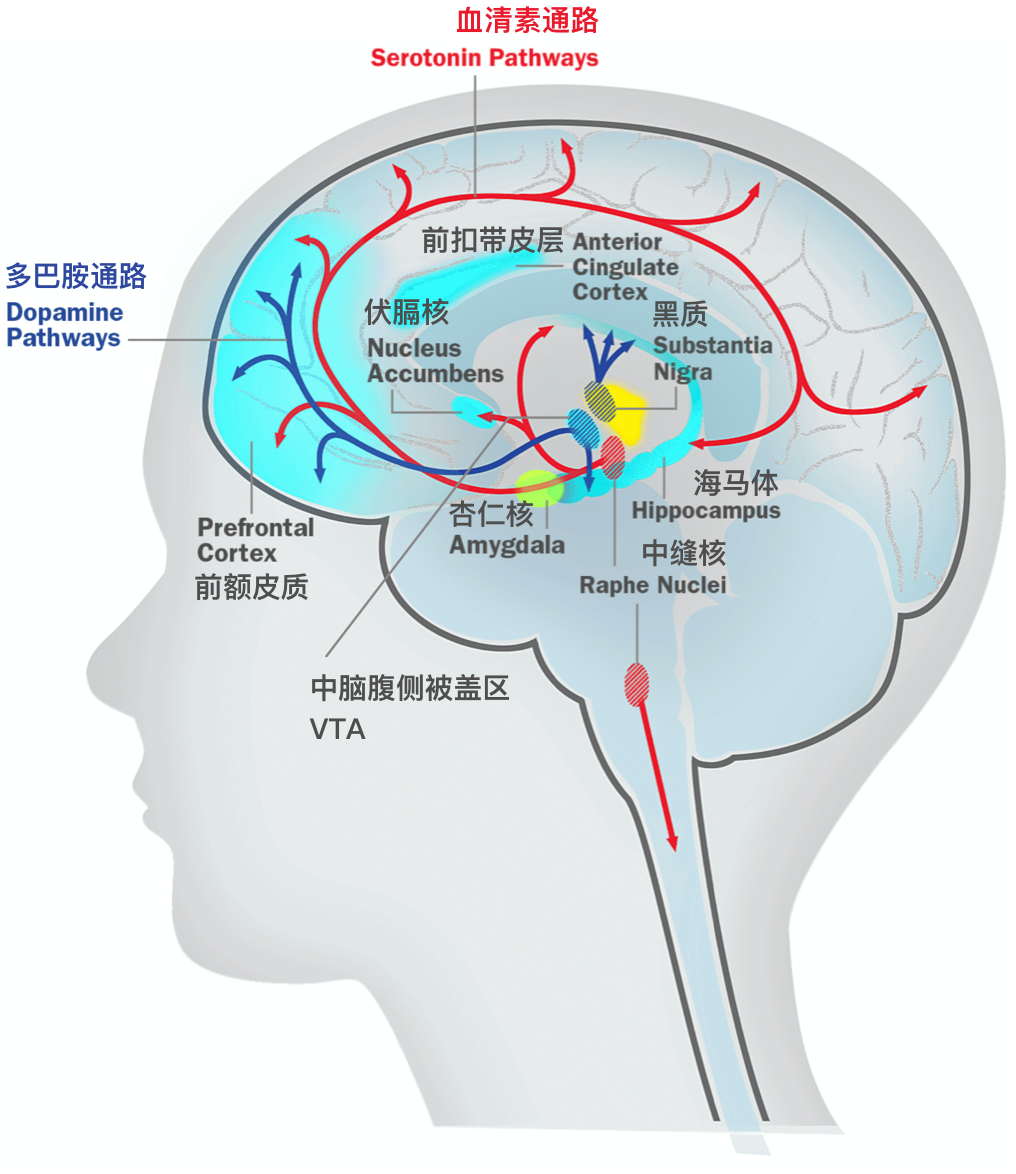 血清素通路
Serotonin Pathways
前扣带皮层
Anterior
Cingulate
Cortex
多巴胺通路
Dopamine
Pathways
伏膈核
Nucleus
Accumbens
黑质
Substantia
Nigra
海马体
Hippocampus
杏仁核
Amygdala
Prefrontal
Cortex
前额皮质
中缝核
Raphe Nuclei
中脑腹侧被盖区
VTA